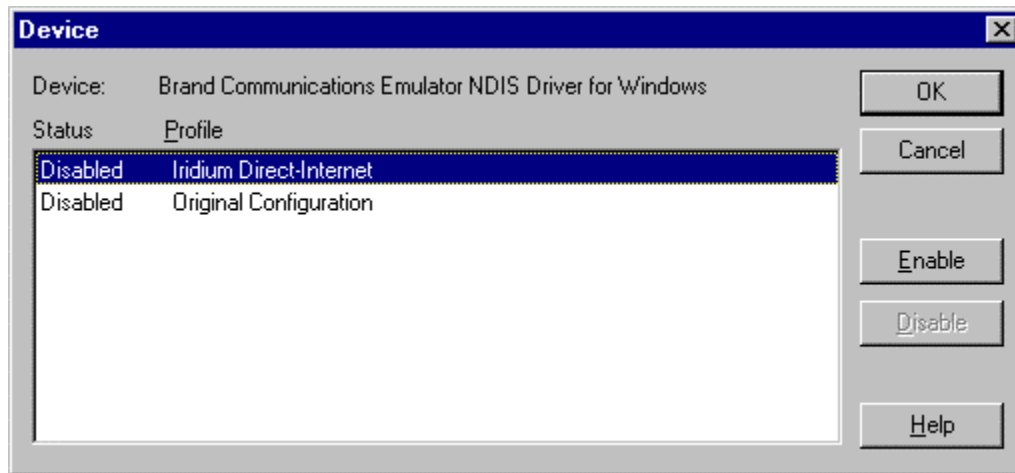 Device
Device: Brand Communications Emulator NDIS Driver for Windows
Status Profile
Disabled Iridium Direct-Internet
Disabled Original Configuration
OK
Cancel
Enable
Disable
Help